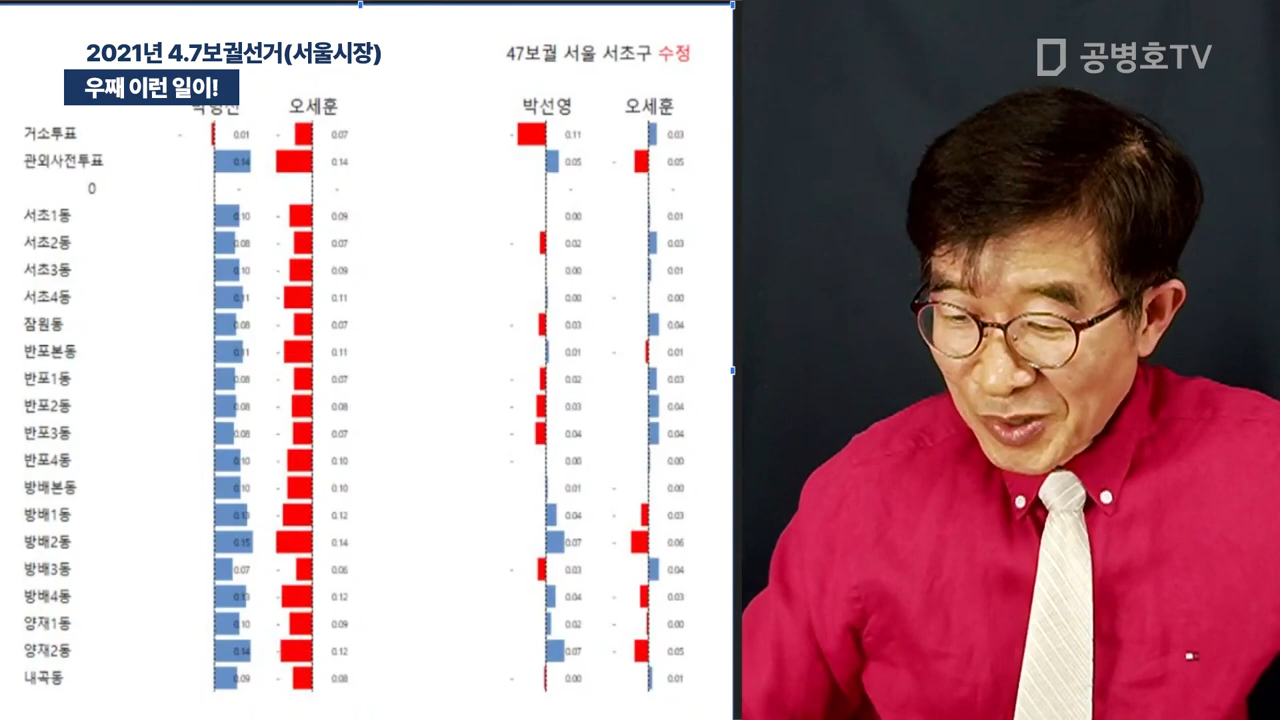 2021년 4.7보궐선거(서울시장)
우째 이런 일이!
47보궐 서울 서초구 수정
공병호TV
오세훈 박선영 오세훈
거소투표 - 0.01 - 0.07 - 0.11 0.03
관외사전투표 0.14 - 0.14 0.05 - 0.05
0 - - - -
서초1동 0.10 - 0.09 0.00 0.01
서초2동 0.08 - 0.07 - 0.02 0.03
서초3동 0.10 - 0.09 0.00 0.01
서초4동 0.11 - 0.11 0.00 - 0.00
잠원동 0.08 - 0.07 - 0.03 0.04
반포본동 0.11 - 0.11 0.01 - 0.01
반포1동 0.08 - 0.07 - 0.02 0.03
반포2동 0.08 - 0.08 - 0.03 0.04
반포3동 0.08 - 0.07 - 0.04 0.04
반포4동 0.10 - 0.10 - 0.00 0.00
방배본동 0.10 - 0.10 0.01 - 0.00
방배1동 0.13 - 0.12 0.04 - 0.03
방배2동 0.15 - 0.14 0.07 - 0.06
방배3동 0.07 - 0.06 - 0.03 0.04
방배4동 0.13 - 0.12 0.04 - 0.03
양재1동 0.10 - 0.09 0.02 - 0.00
양재2동 0.14 - 0.12 0.07 - 0.05
내곡동 0.09 - 0.08 - 0.00 0.01